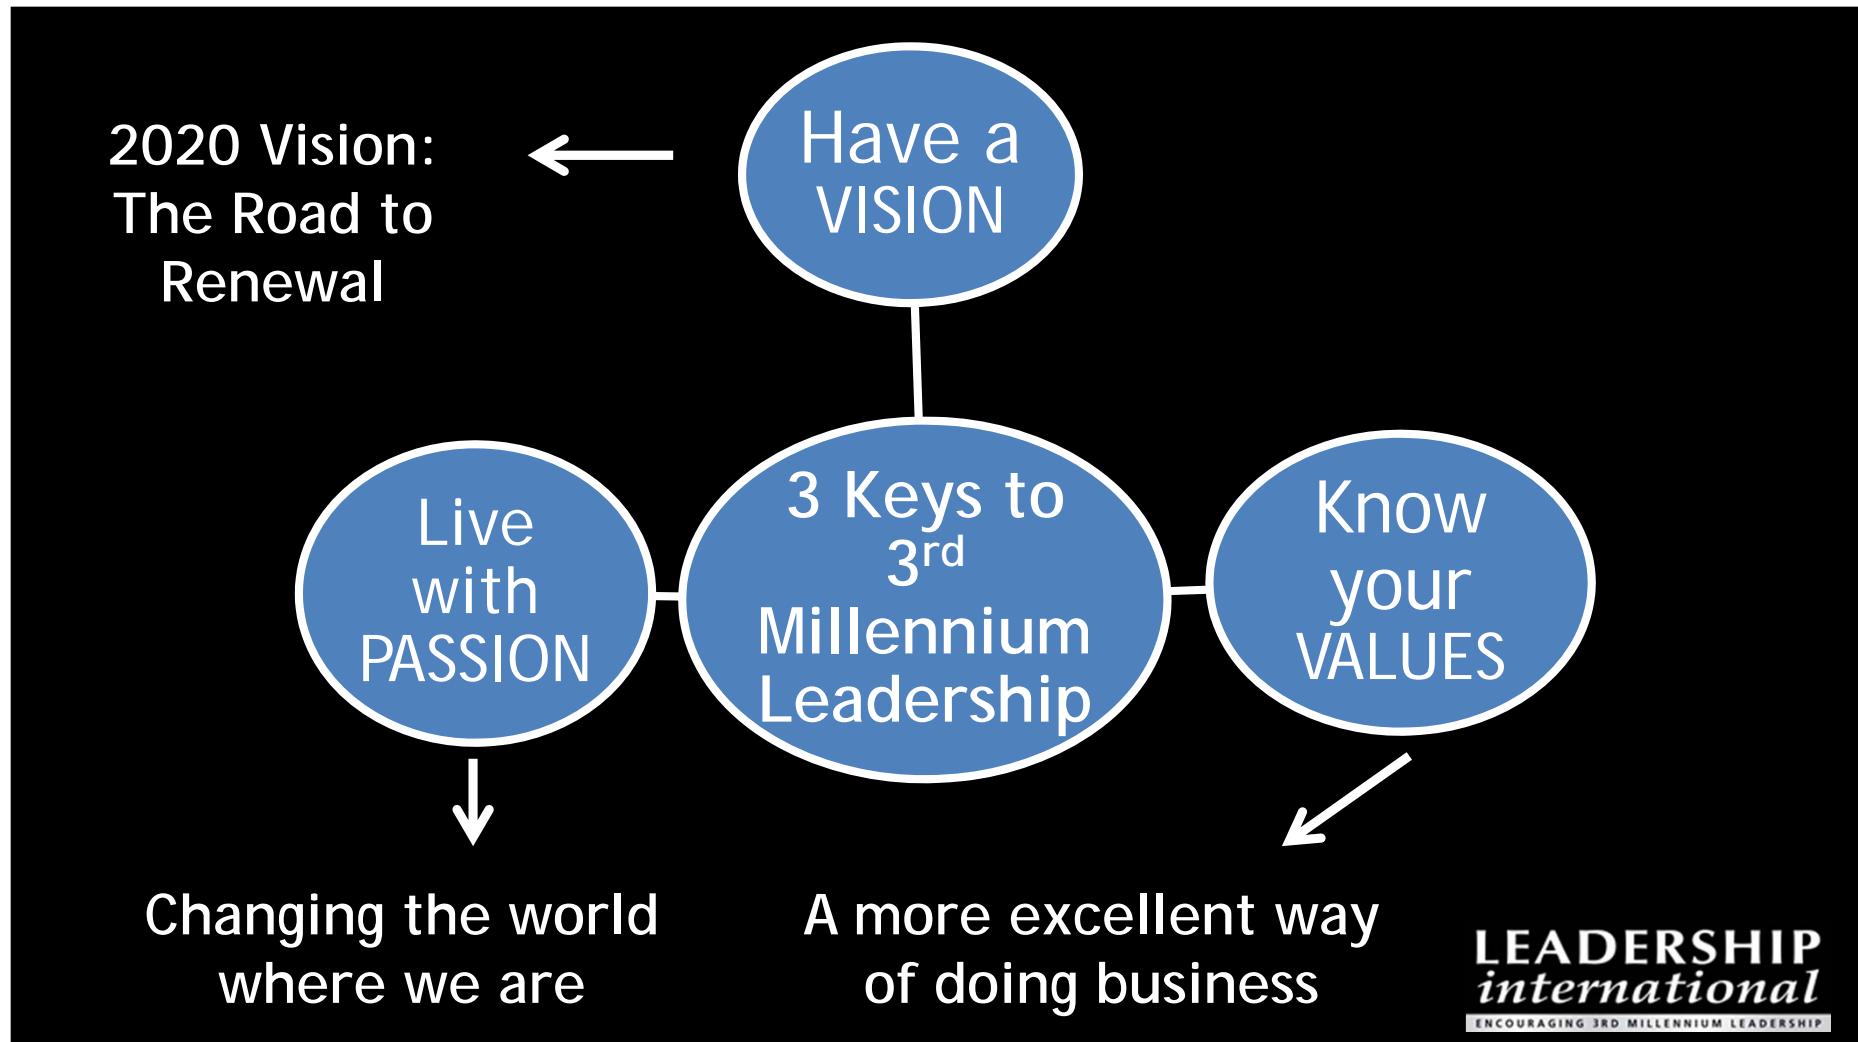 Have a
VISION
2020 Vision:
The Road to
Renewal
3 Keys to
3rd
Millennium
Leadership
Live
with
PASSION
Know
your
VALUES
Changing the world
where we are
A more excellent way
of doing business
LEADERSHIP
international
ENCOURAGING 3RD MILLENNIUM LEADERSHIP